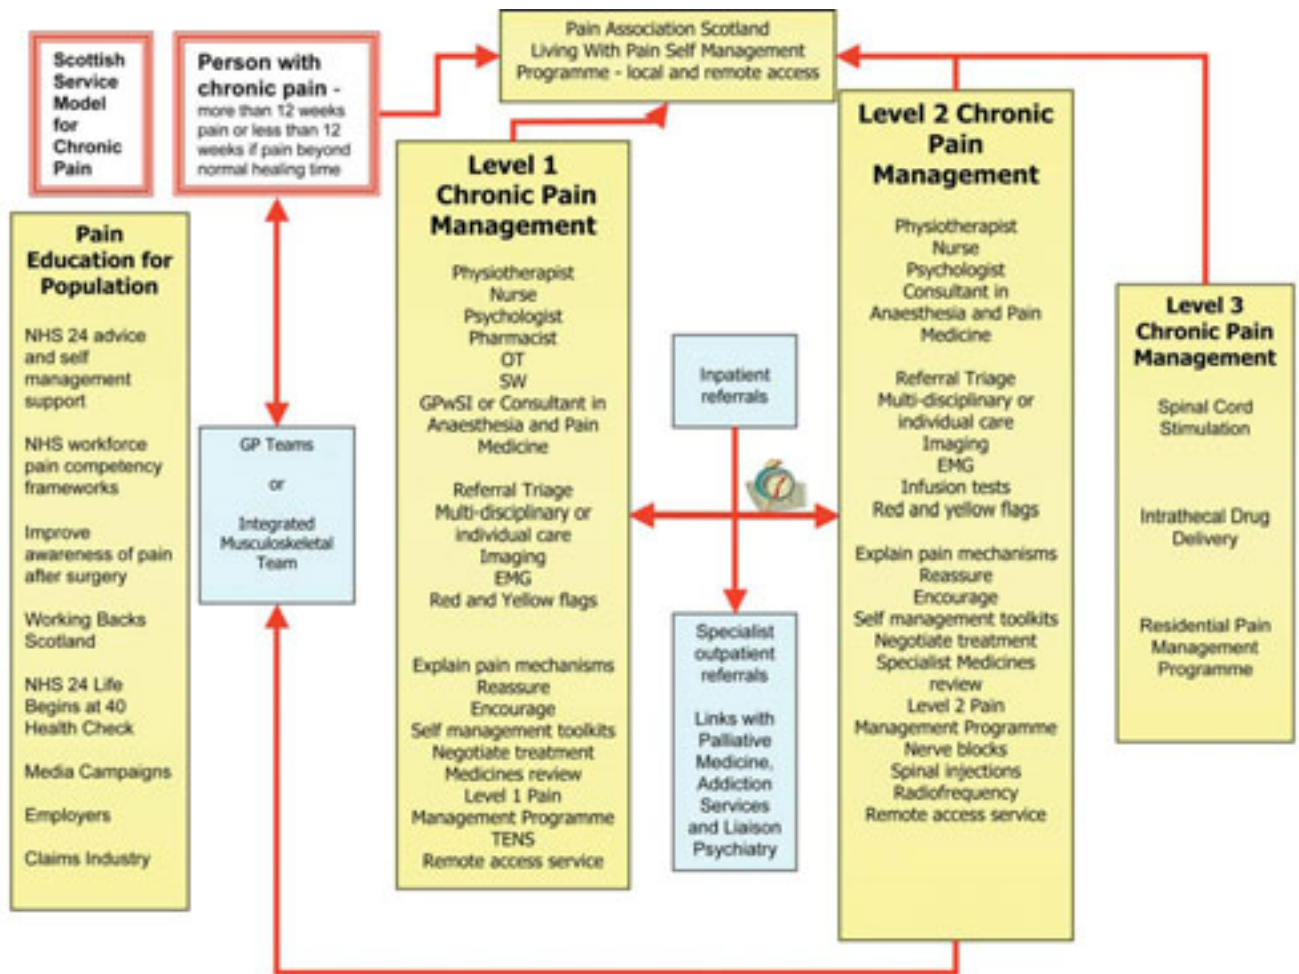 Scottish
Service
Model
for
Chronic
Pain
Person with
chronic pain -
more than 12 weeks
pain or less than 12
weeks if pain beyond
normal healing time
Pain Association Scotland
Living With Pain Self Management
Programme - local and remote access
Pain
Education for
Population
NHS 24 advice
and self
management
support
NHS workforce
pain competency
frameworks
Improve
awareness of pain
after surgery
Working Backs
Scotland
NHS 24 Life
Begins at 40
Health Check
Media Campaigns
Employers
Claims Industry
GP Teams
or
Integrated
Musculoskeletal
Team
Level 1
Chronic Pain
Management
Physiotherapist
Nurse
Psychologist
Pharmacist
OT
SW
GPwSI or Consultant in
Anaesthesia and Pain
Medicine
Referral Triage
Multi-disciplinary or
individual care
Imaging
EMG
Red and Yellow flags
Explain pain mechanisms
Reassure
Encourage
Self management toolkits
Negotiate treatment
Medicines review
Level 1 Pain
Management Programme
TENS
Remote access service
Inpatient
referrals
Specialist
outpatient
referrals
Links with
Palliative
Medicine,
Addiction
Services
and Liaison
Psychiatry
Level 2 Chronic
Pain
Management
Physiotherapist
Nurse
Psychologist
Consultant in
Anaesthesia and Pain
Medicine
Referral Triage
Multi-disciplinary or
individual care
Imaging
EMG
Infusion tests
Red and yellow flags
Explain pain mechanisms
Reassure
Encourage
Self management toolkits
Negotiate treatment
Specialist Medicines
review
Level 2 Pain
Management Programme
Nerve blocks
Spinal injections
Radiofrequency
Remote access service
Level 3
Chronic Pain
Management
Spinal Cord
Stimulation
Intrathecal Drug
Delivery
Residential Pain
Management
Programme